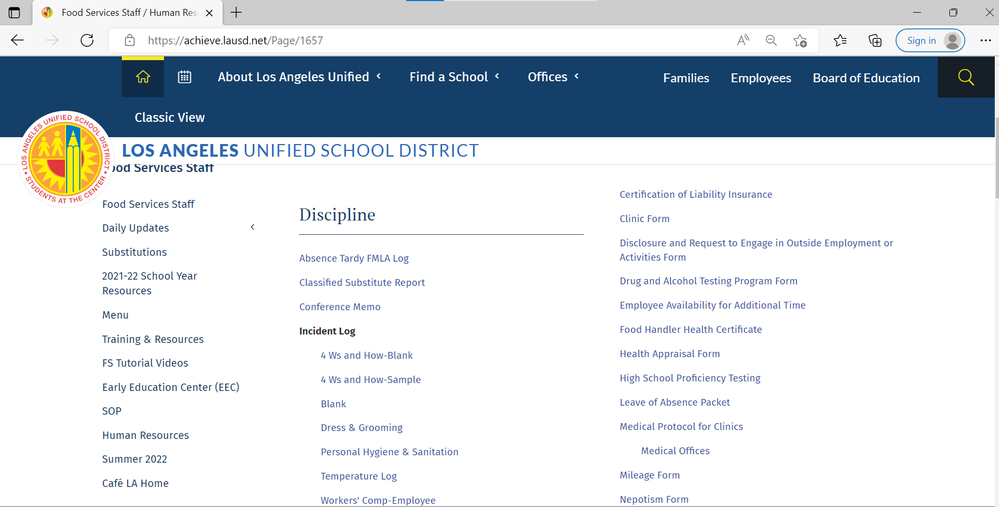 Food Services Staff / Human Res
https://achieve.lausd.net/Page/1657
Sign in
About Los Angeles Unified
Find a School
Offices
Families
Employees
Board of Education
Classic View
LOS ANGELES UNIFIED SCHOOL DISTRICT
LOS ANGELES UNIFIED SCHOOL DISTRICT • STUDENTS AT THE CENTER •
ood Services Staff
Food Services Staff
Daily Updates
Substitutions
2021-22 School Year
Resources
Menu
Training & Resources
FS Tutorial Videos
Early Education Center (EEC)
SOP
Human Resources
Summer 2022
Café LA Home
Discipline
Absence Tardy FMLA Log
Classified Substitute Report
Conference Memo
Incident Log
4 Ws and How-Blank
4 Ws and How-Sample
Blank
Dress & Grooming
Personal Hygiene & Sanitation
Temperature Log
Workers' Comp-Employee
Certification of Liability Insurance
Clinic Form
Disclosure and Request to Engage in Outside Employment or
Activities Form
Drug and Alcohol Testing Program Form
Employee Availability for Additional Time
Food Handler Health Certificate
Health Appraisal Form
High School Proficiency Testing
Leave of Absence Packet
Medical Protocol for Clinics
Medical Offices
Mileage Form
Nepotism Form